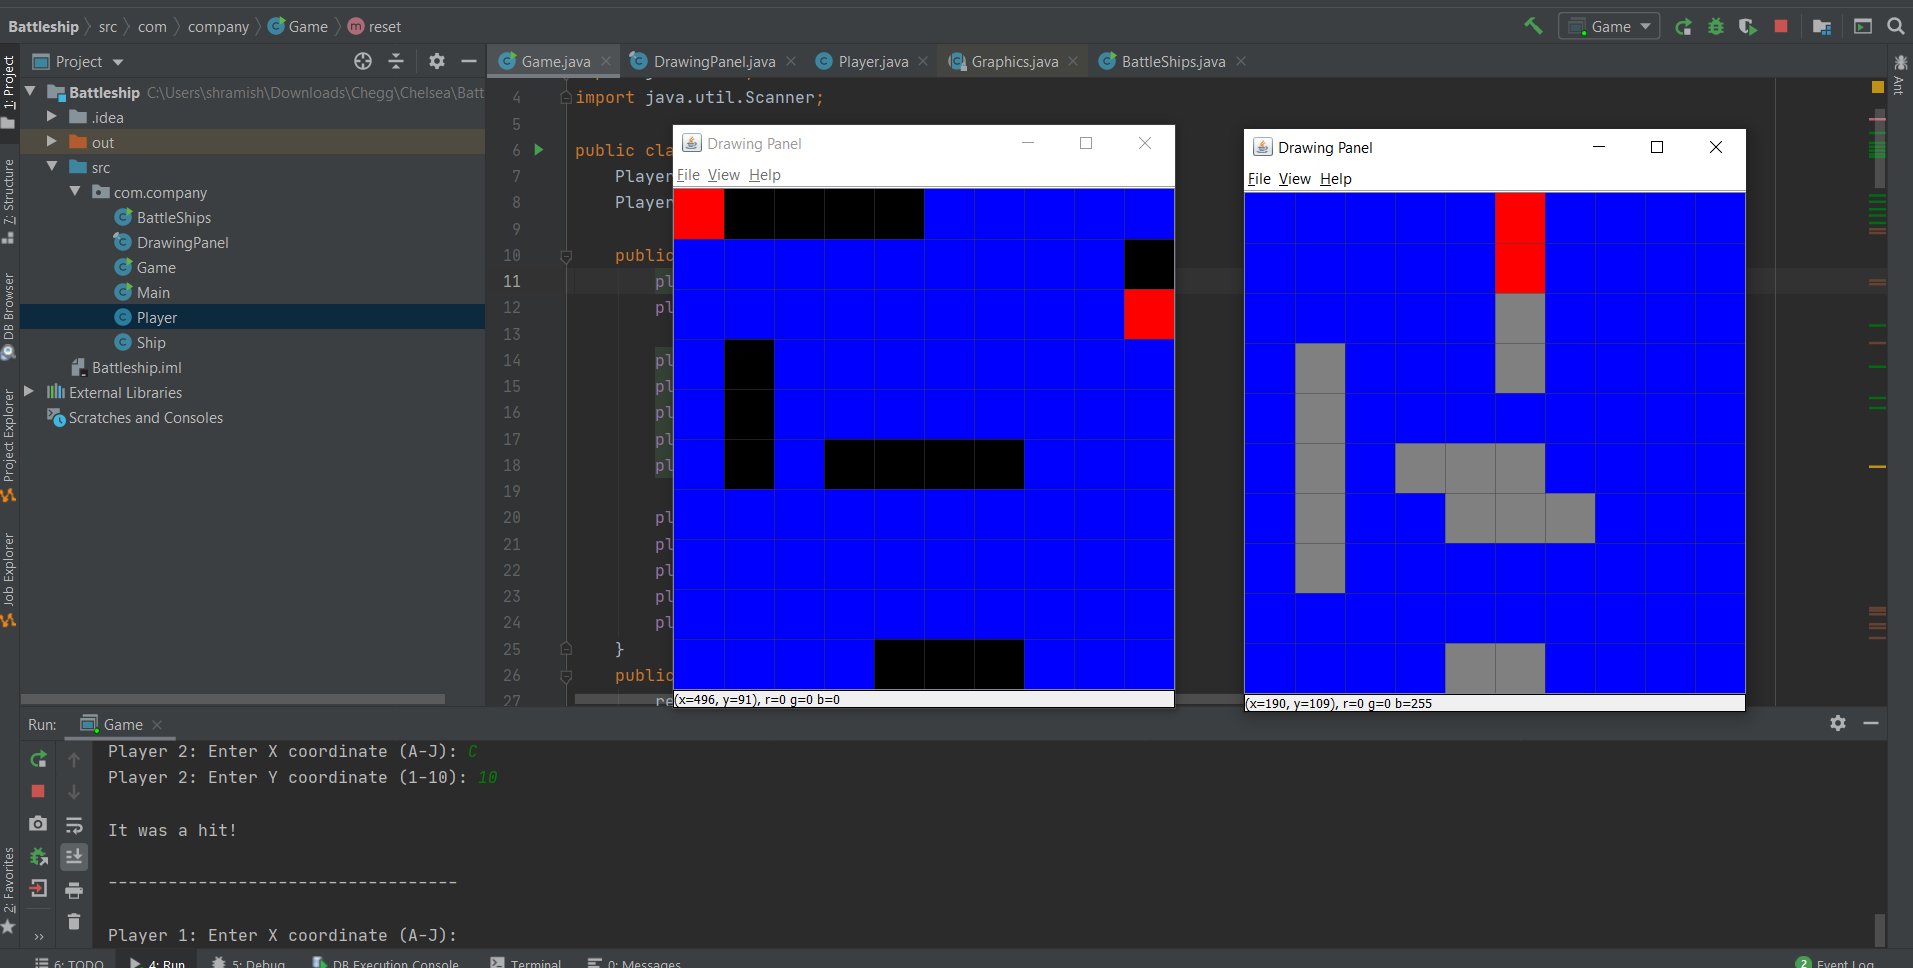 Battleship src com company Game reset
Game
Project
Game.java DrawingPanel.java Player.java Graphics.java BattleShips.java
1: Project
7: Structure
DB Browser
Project Explorer
Job Explorer
2: Favorites
Ant
Battleship C:\Users\shramish\Downloads\Chegg\Chelsea\Batt
.idea
out
src
com.company
BattleShips
DrawingPanel
Game
Main
Player
Ship
Battleship.iml
External Libraries
Scratches and Consoles
4 import java.util.Scanner;
5
6 public cla
7 Player
8 Player
9
10 public
11 pl
12 pl
13
14 pl
15 pl
16 pl
17 pl
18 pl
19
20 pl
21 pl
22 pl
23 pl
24 pl
25 }
26 public
27 re
Drawing Panel
File View Help
(x=496, y=91), r=0 g=0 b=0
Drawing Panel
File View Help
(x=190, y=109), r=0 g=0 b=255
Run: Game
Player 2: Enter X coordinate (A-J): C
Player 2: Enter Y coordinate (1-10): 10
It was a hit!
-----------------------------------
Player 1: Enter X coordinate (A-J):
6: TODO 4: Run 5: Debug DB Execution Console Terminal 0: Messages 2 Event Log